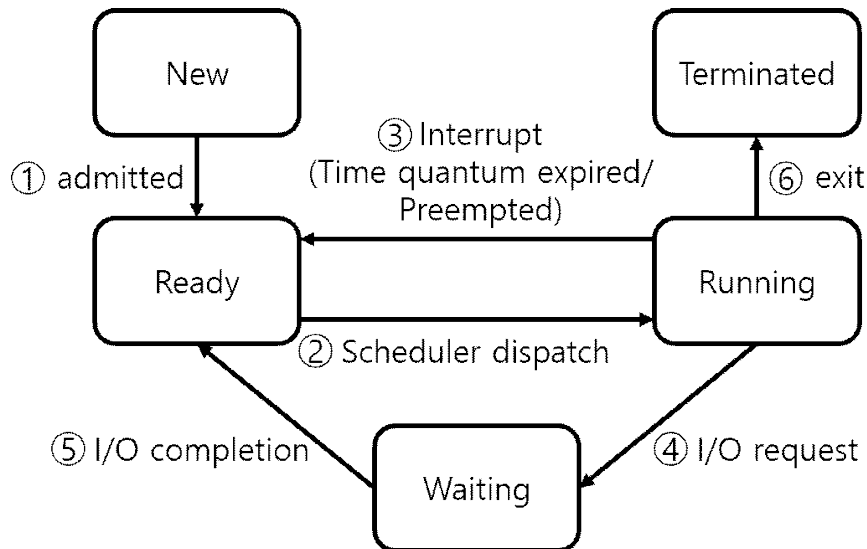 New
Terminated
③ Interrupt
(Time quantum expired/
Preempted)
① admitted
⑥ exit
Ready
Running
② Scheduler dispatch
⑤ I/O completion
④ I/O request
Waiting